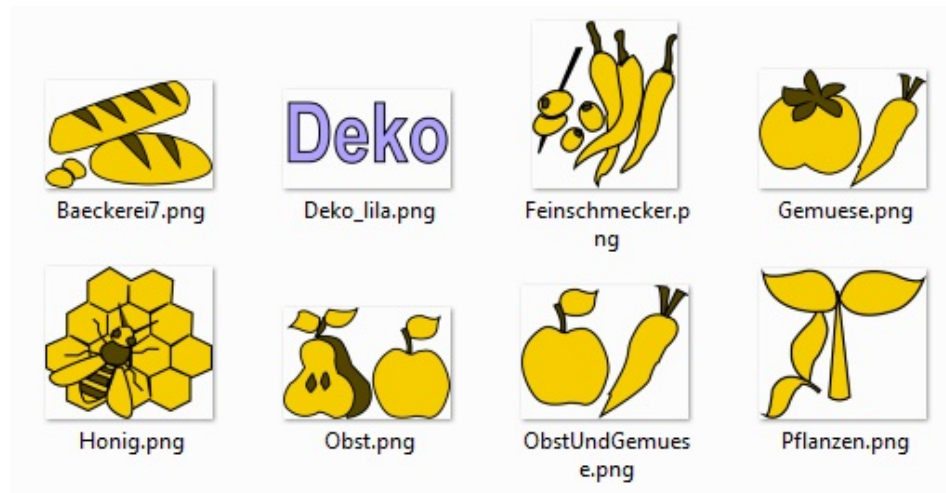 Baeckerei7.png
Deko
Deko_lila.png
Feinschmecker.p
ng
Gemuese.png
Honig.png
Obst.png
ObstUndGemues
e.png
Pflanzen.png